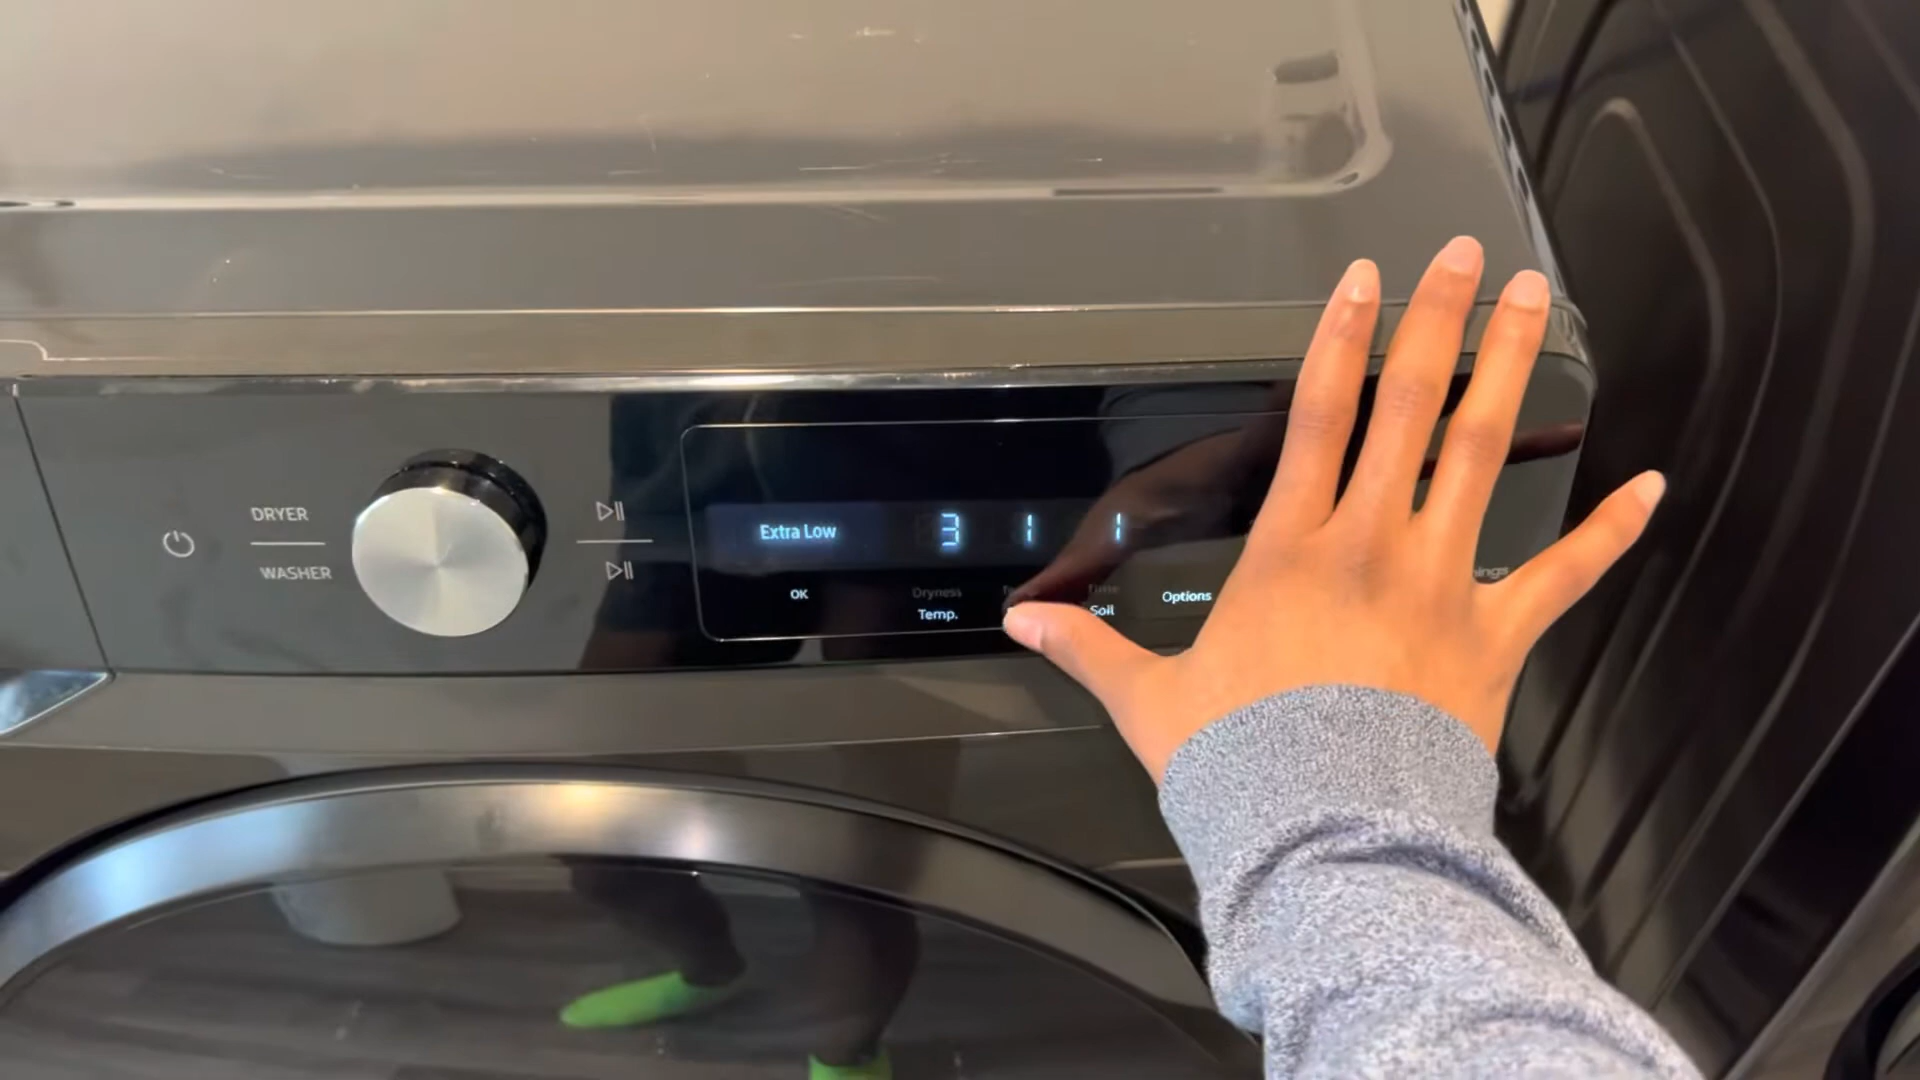 DRYER
WASHER
Extra Low 3 1 1
OK
Dryness Time
Temp. Soil
Options